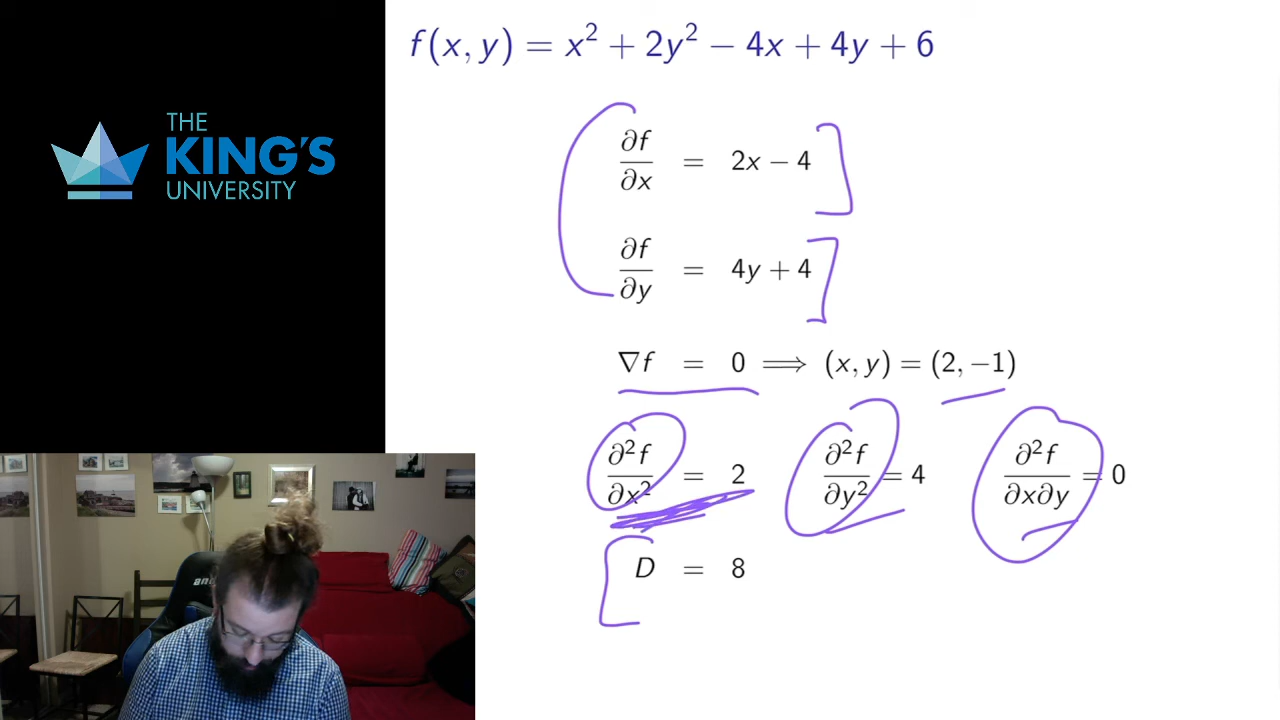 THE
KING'S
UNIVERSITY
f(x, y) = x² + 2y² − 4x + 4y + 6
∂f/∂x = 2x − 4
∂f/∂y = 4y + 4
∇f = 0 ⟹ (x, y) = (2, −1)
∂²f/∂x² = 2 ∂²f/∂y² = 4 ∂²f/∂x∂y = 0
D = 8